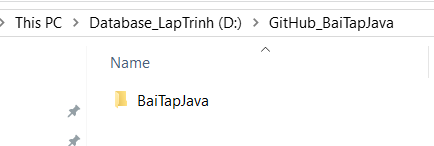 This PC > Database_LapTrinh (D:) > GitHub_BaiTapJava
Name
BaiTapJava